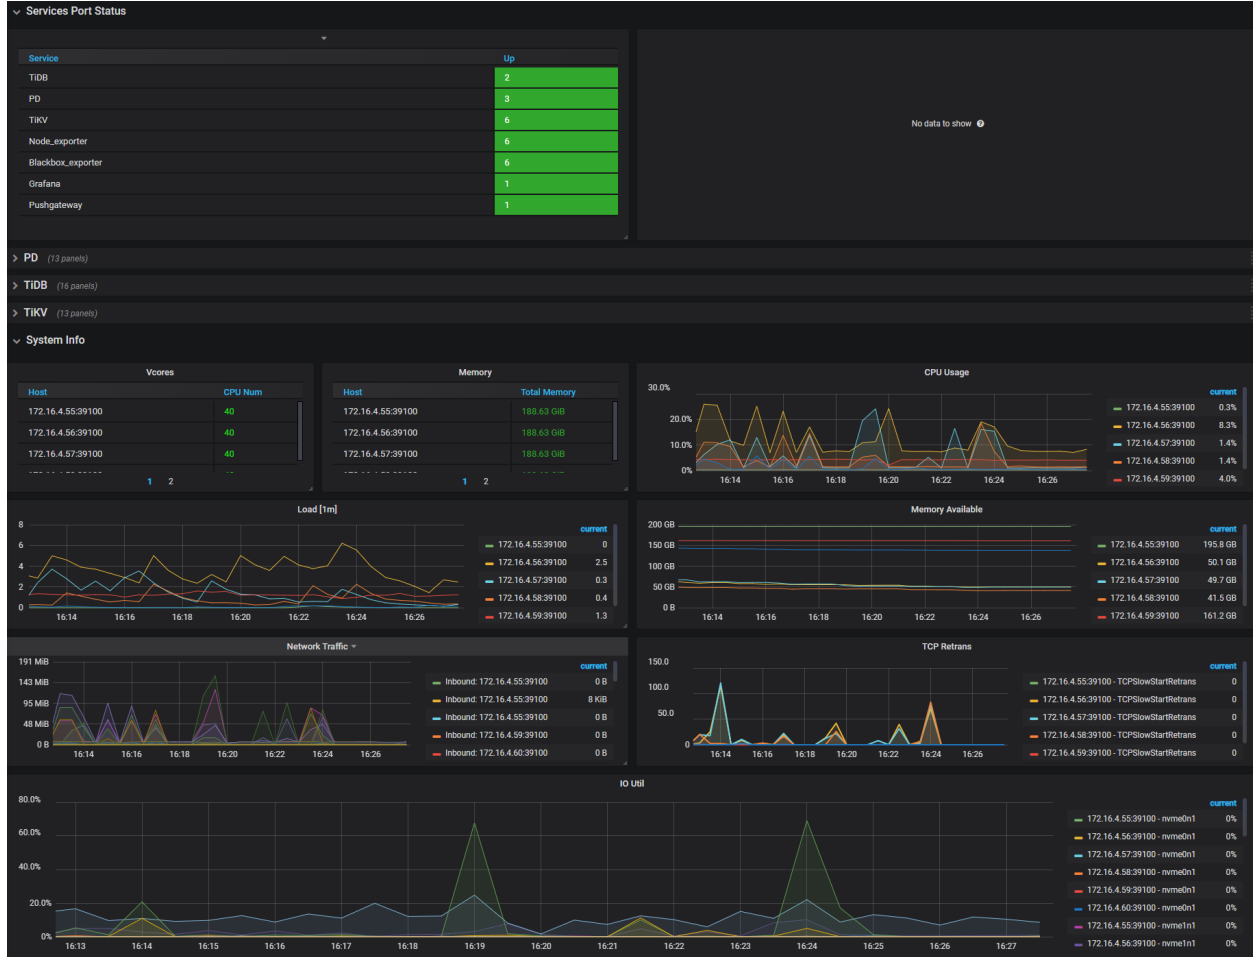 Services Port Status
Service Up
TiDB 2
PD 3
TiKV 6
Node_exporter 6
Blackbox_exporter 6
Grafana 1
Pushgateway 1
No data to show
PD (13 panels)
TiDB (16 panels)
TiKV (13 panels)
System Info
Vcores
Host CPU Num
172.16.4.55:39100 40
172.16.4.56:39100 40
172.16.4.57:39100 40
1 2
Memory
Host Total Memory
172.16.4.55:39100 188.63 GiB
172.16.4.56:39100 188.63 GiB
172.16.4.57:39100 188.63 GiB
1 2
CPU Usage
30.0%
20.0%
10.0%
0%
16:14 16:16 16:18 16:20 16:22 16:24 16:26
current
172.16.4.55:39100 0.3%
172.16.4.56:39100 8.3%
172.16.4.57:39100 1.4%
172.16.4.58:39100 1.4%
172.16.4.59:39100 4.0%
Load [1m]
8
6
4
2
0
16:14 16:16 16:18 16:20 16:22 16:24 16:26
current
172.16.4.55:39100 0
172.16.4.56:39100 2.5
172.16.4.57:39100 0.3
172.16.4.58:39100 0.4
172.16.4.59:39100 1.3
Memory Available
200 GB
150 GB
100 GB
50 GB
0 B
16:14 16:16 16:18 16:20 16:22 16:24 16:26
current
172.16.4.55:39100 195.8 GB
172.16.4.56:39100 50.1 GB
172.16.4.57:39100 49.7 GB
172.16.4.58:39100 41.5 GB
172.16.4.59:39100 161.2 GB
Network Traffic
191 MiB
143 MiB
95 MiB
48 MiB
0 B
16:14 16:16 16:18 16:20 16:22 16:24 16:26
current
Inbound: 172.16.4.55:39100 0 B
Inbound: 172.16.4.55:39100 8 KiB
Inbound: 172.16.4.55:39100 0 B
Inbound: 172.16.4.59:39100 0 B
Inbound: 172.16.4.60:39100 0 B
TCP Retrans
150.0
100.0
50.0
0
16:14 16:16 16:18 16:20 16:22 16:24 16:26
current
172.16.4.55:39100 - TCPSlowStartRetrans 0
172.16.4.56:39100 - TCPSlowStartRetrans 0
172.16.4.57:39100 - TCPSlowStartRetrans 0
172.16.4.58:39100 - TCPSlowStartRetrans 0
172.16.4.59:39100 - TCPSlowStartRetrans 0
IO Util
80.0%
60.0%
40.0%
20.0%
0%
16:13 16:14 16:15 16:16 16:17 16:18 16:19 16:20 16:21 16:22 16:23 16:24 16:25 16:26 16:27
current
172.16.4.55:39100 - nvme0n1 0%
172.16.4.56:39100 - nvme0n1 0%
172.16.4.57:39100 - nvme0n1 0%
172.16.4.58:39100 - nvme0n1 0%
172.16.4.59:39100 - nvme0n1 0%
172.16.4.60:39100 - nvme0n1 0%
172.16.4.55:39100 - nvme1n1 0%
172.16.4.56:39100 - nvme1n1 0%